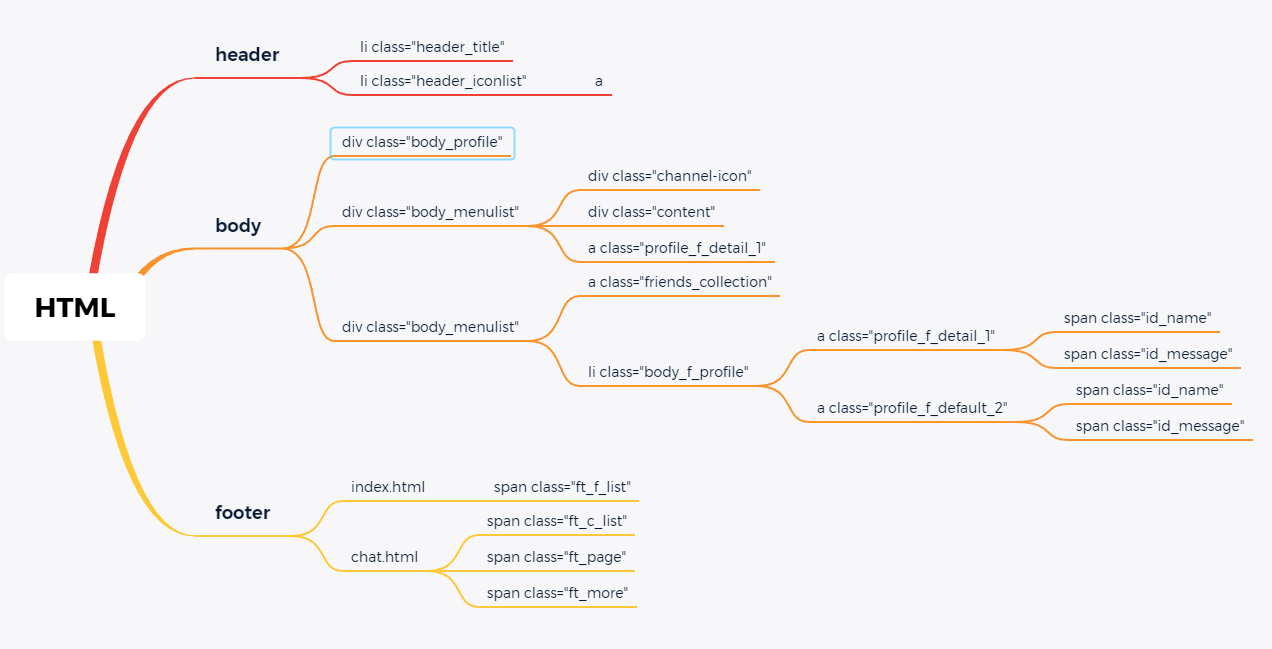 HTML
header
li class="header_title"
li class="header_iconlist"
a
body
div class="body_profile"
div class="body_menulist"
div class="channel-icon"
div class="content"
a class="profile_f_detail_1"
div class="body_menulist"
a class="friends_collection"
li class="body_f_profile"
a class="profile_f_detail_1"
span class="id_name"
span class="id_message"
a class="profile_f_default_2"
span class="id_name"
span class="id_message"
footer
index.html
span class="ft_f_list"
chat.html
span class="ft_c_list"
span class="ft_page"
span class="ft_more"